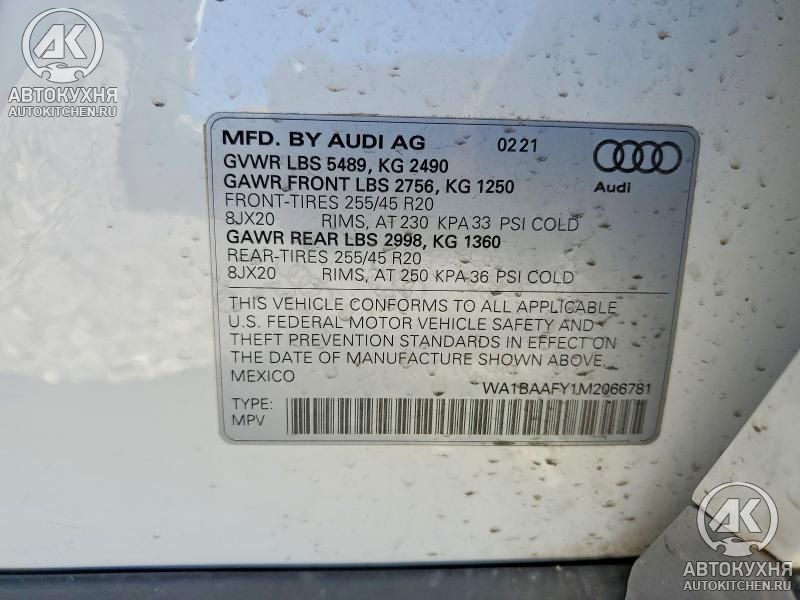 АК
АВТОКУХНЯ
AUTOKITCHEN.RU
MFD. BY AUDI AG 0221
GVWR LBS 5489, KG 2490
GAWR FRONT LBS 2756, KG 1250
FRONT-TIRES 255/45 R20
8JX20 RIMS, AT 230 KPA 33 PSI COLD
GAWR REAR LBS 2998, KG 1360
REAR-TIRES 255/45 R20
8JX20 RIMS, AT 250 KPA 36 PSI COLD
Audi
THIS VEHICLE CONFORMS TO ALL APPLICABLE
U.S. FEDERAL MOTOR VEHICLE SAFETY AND
THEFT PREVENTION STANDARDS IN EFFECT ON
THE DATE OF MANUFACTURE SHOWN ABOVE.
MEXICO WA1BAAFY1M2066781
TYPE:
MPV
АК
АВТОКУХНЯ
AUTOKITCHEN.RU